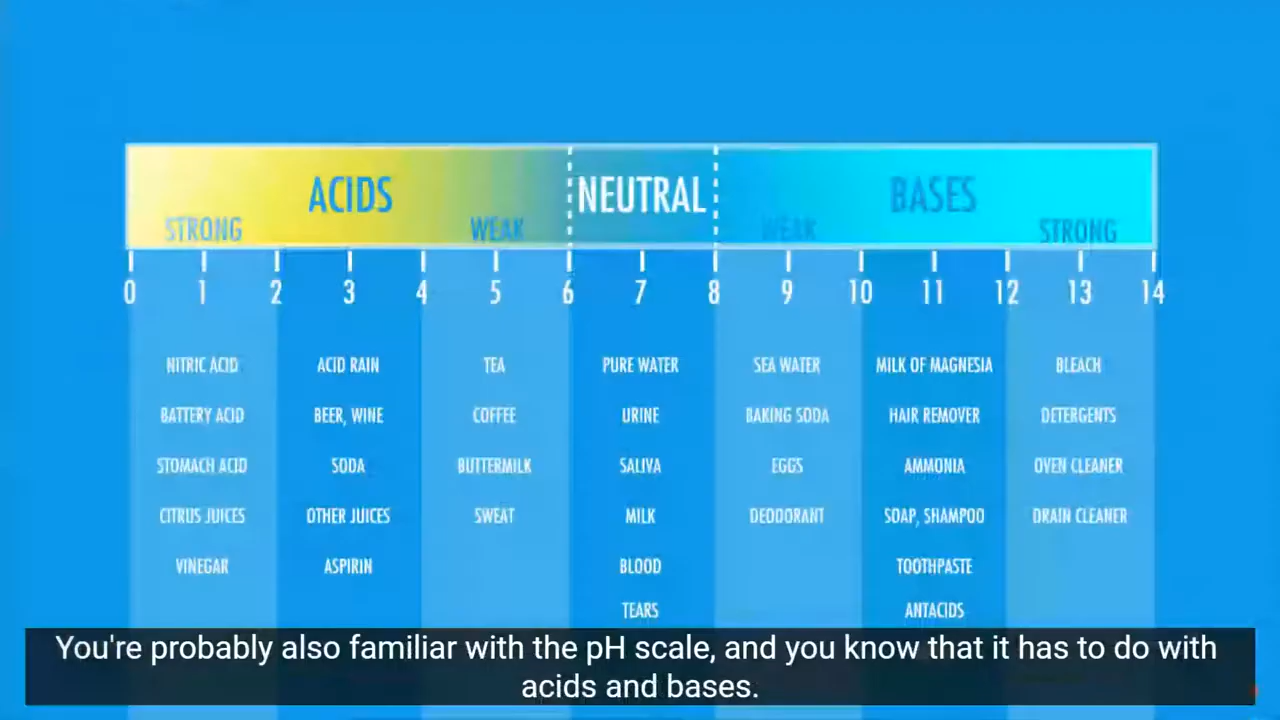 ACIDS NEUTRAL BASES
STRONG WEAK WEAK STRONG
0 1 2 3 4 5 6 7 8 9 10 11 12 13 14
NITRIC ACID ACID RAIN TEA PURE WATER SEA WATER MILK OF MAGNESIA BLEACH
BATTERY ACID BEER, WINE COFFEE URINE BAKING SODA HAIR REMOVER DETERGENTS
STOMACH ACID SODA BUTTERMILK SALIVA EGGS AMMONIA OVEN CLEANER
CITRUS JUICES OTHER JUICES SWEAT MILK DEODORANT SOAP, SHAMPOO DRAIN CLEANER
VINEGAR ASPIRIN BLOOD TOOTHPASTE
TEARS ANTACIDS
You're probably also familiar with the pH scale, and you know that it has to do with
acids and bases.